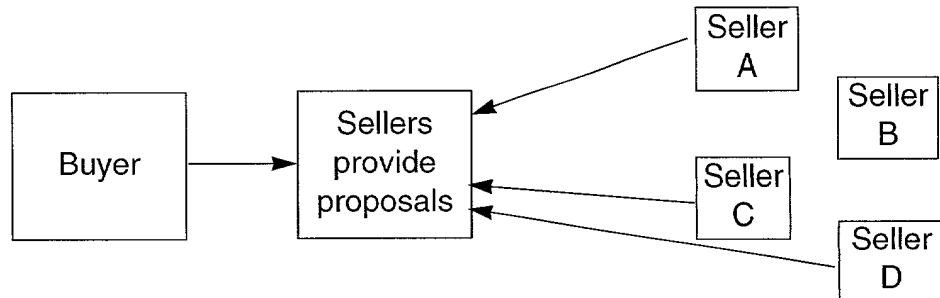 Buyer
Sellers
provide
proposals
Seller
A
Seller
B
Seller
C
Seller
D